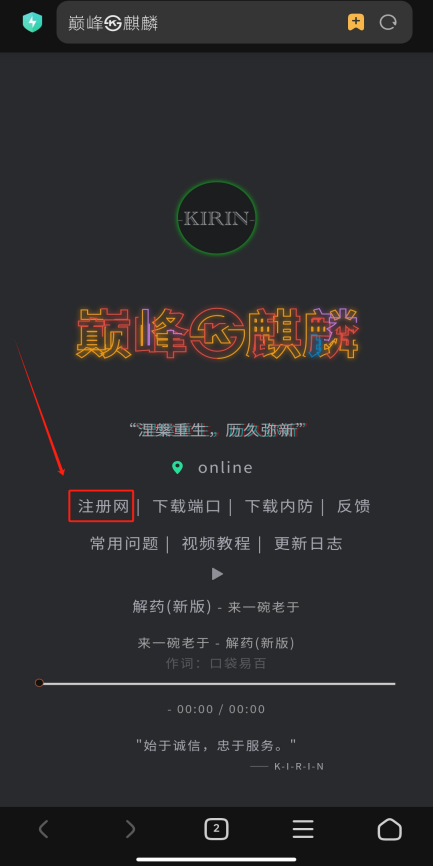 巅峰K麒麟
KIRIN
巅峰K麒麟
“涅槃重生，历久弥新”
online
注册网 | 下载端口 | 下载内防 | 反馈
常用问题 | 视频教程 | 更新日志
解药(新版) - 来一碗老于
来一碗老于 - 解药(新版)
作词：口袋易百
- 00:00 / 00:00
"始于诚信，忠于服务。"
—— K-I-R-I-N
2